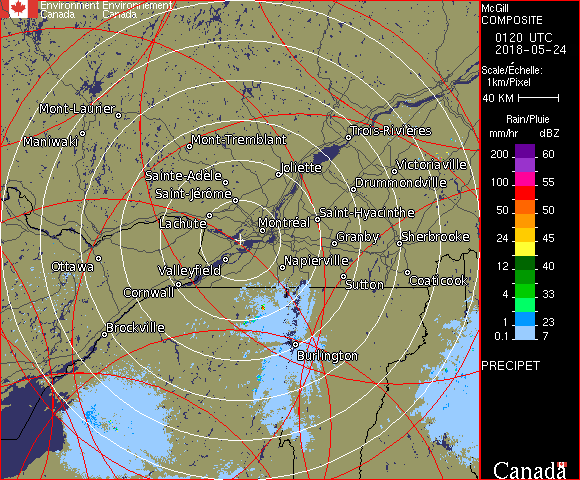 Environment Environnement
Canada Canada
McGill
COMPOSITE
0120 UTC
2018-05-24
Scale/Échelle:
1km/Pixel
40 KM
Rain/Pluie
mm/hr dBZ
200 60
100 55
50 50
24 45
12 40
4 33
1 23
0.1 7
PRECIPET
Canada
Mont-Laurier
Maniwaki
Mont-Tremblant
Trois-Rivières
Sainte-Adèle
Joliette
Victoriaville
Saint-Jérôme
Drummondville
Lachute
Montréal
Saint-Hyacinthe
Granby
Sherbrooke
Ottawa
Valleyfield
Napierville
Cornwall
Sutton
Coaticook
Brockville
Burlington